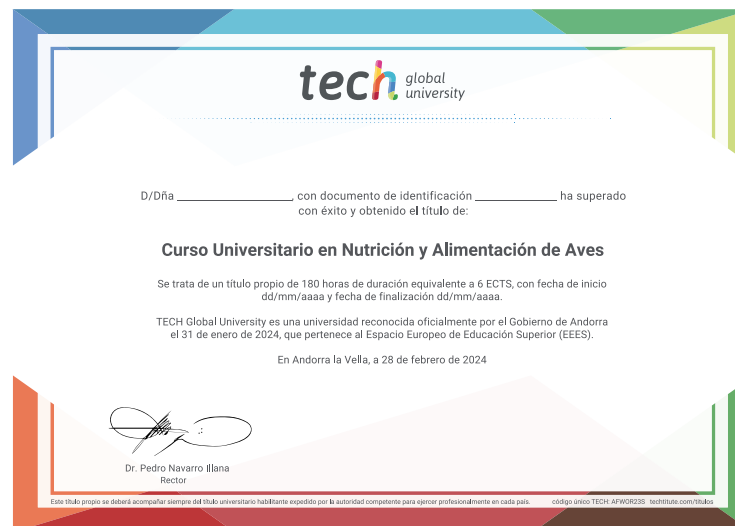 tech global university
D/Dña ____________________, con documento de identificación ______________ ha superado
con éxito y obtenido el título de:
Curso Universitario en Nutrición y Alimentación de Aves
Se trata de un título propio de 180 horas de duración equivalente a 6 ECTS, con fecha de inicio
dd/mm/aaaa y fecha de finalización dd/mm/aaaa.
TECH Global University es una universidad reconocida oficialmente por el Gobierno de Andorra
el 31 de enero de 2024, que pertenece al Espacio Europeo de Educación Superior (EEES).
En Andorra la Vella, a 28 de febrero de 2024
Dr. Pedro Navarro Illana
Rector
Este título propio se deberá acompañar siempre del título universitario habilitante expedido por la autoridad competente para ejercer profesionalmente en cada país. código único TECH: AFWOR23S techtitute.com/titulos